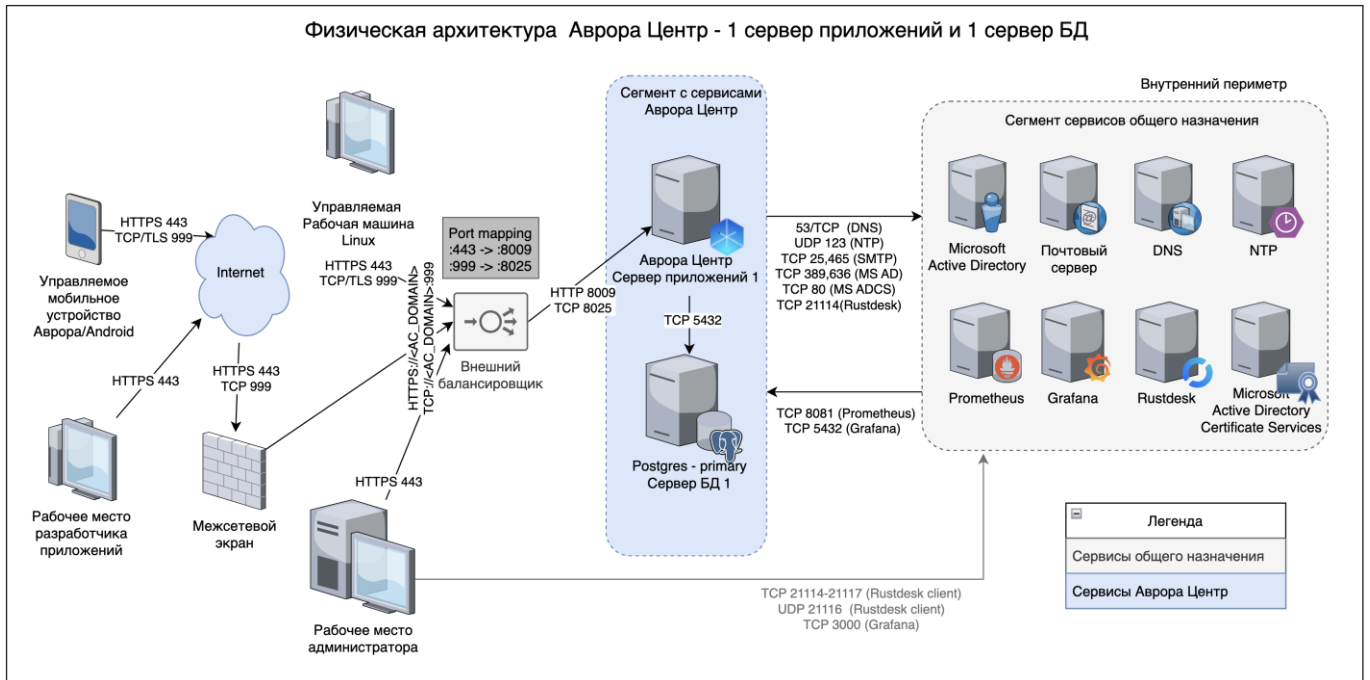 Физическая архитектура Аврора Центр - 1 сервер приложений и 1 сервер БД
Управляемая
Рабочая машина
Linux
HTTPS 443
TCP/TLS 999
Управляемое
мобильное
устройство
Аврора/Android
HTTPS 443
TCP/TLS 999
Internet
HTTPS 443
Рабочее место
разработчика
приложений
HTTPS 443
TCP 999
Межсетевой
экран
Port mapping
:443 -> :8009
:999 -> :8025
HTTPS://<AC_DOMAIN>
TCP://<AC_DOMAIN>:999
Внешний
балансировщик
HTTPS 443
Рабочее место
администратора
HTTP 8009
TCP 8025
Сегмент с сервисами
Аврора Центр
Аврора Центр
Сервер приложений 1
TCP 5432
Postgres - primary
Сервер БД 1
53/TCP (DNS)
UDP 123 (NTP)
TCP 25,465 (SMTP)
TCP 389,636 (MS AD)
TCP 80 (MS ADCS)
TCP 21114(Rustdesk)
TCP 8081 (Prometheus)
TCP 5432 (Grafana)
Внутренний периметр
Сегмент сервисов общего назначения
Microsoft
Active Directory
Почтовый
сервер
DNS
NTP
Prometheus
Grafana
Rustdesk
Microsoft
Active Directory
Certificate Services
TCP 21114-21117 (Rustdesk client)
UDP 21116 (Rustdesk client)
TCP 3000 (Grafana)
Легенда
Сервисы общего назначения
Сервисы Аврора Центр